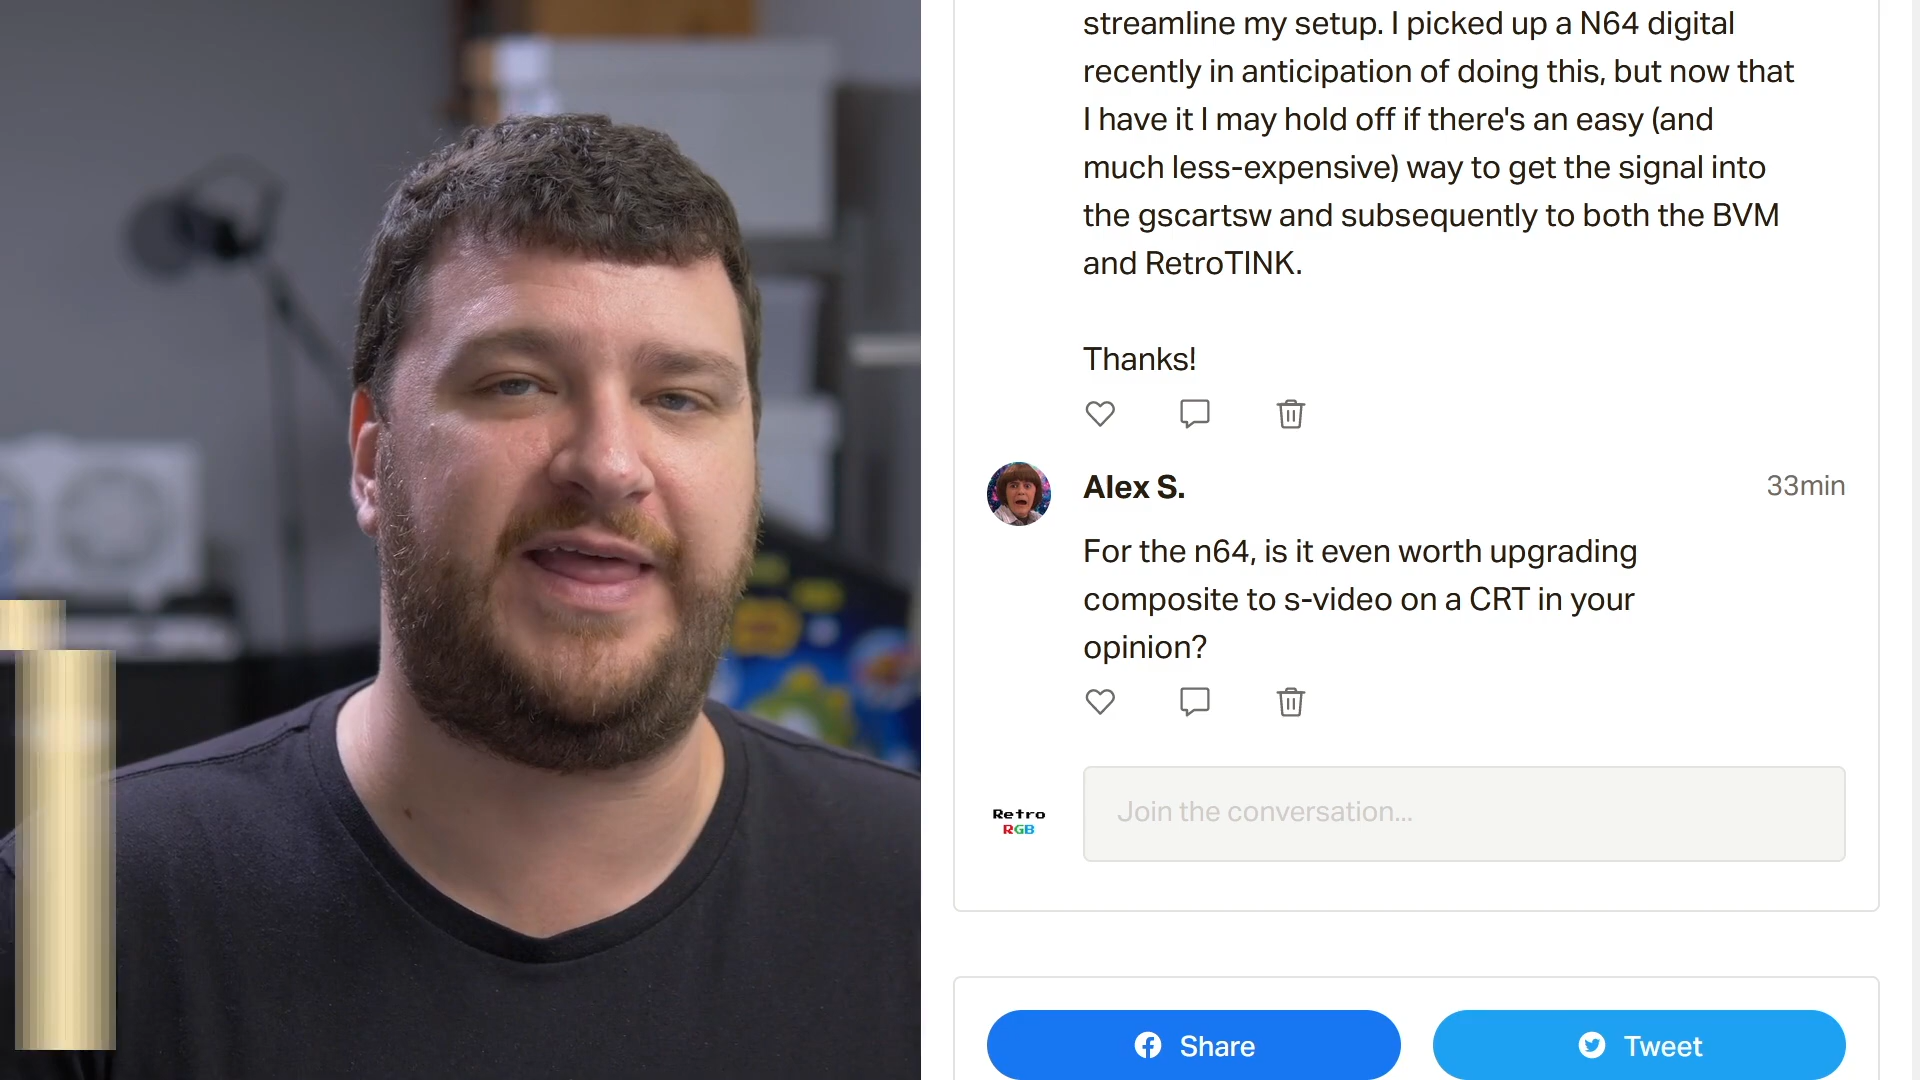 streamline my setup. I picked up a N64 digital
recently in anticipation of doing this, but now that
I have it I may hold off if there's an easy (and
much less-expensive) way to get the signal into
the gscartsw and subsequently to both the BVM
and RetroTINK.
Thanks!
Alex S.
33min
For the n64, is it even worth upgrading
composite to s-video on a CRT in your
opinion?
Retro
RGB
Join the conversation...
Share
Tweet